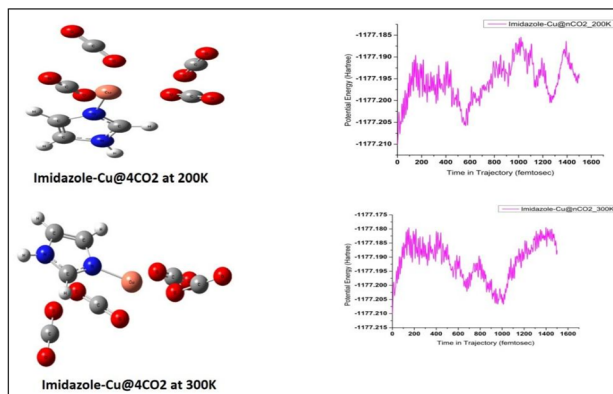 Imidazole-Cu@4CO2 at 200K
Imidazole-Cu@nCO2_200K
Potential Energy (Hartree)
-1177.185
-1177.190
-1177.195
-1177.200
-1177.205
-1177.210
0 200 400 600 800 1000 1200 1400 1600
Time in Trajectory (femtosec)
Imidazole-Cu@4CO2 at 300K
Imidazole-Cu@nCO2_300K
Potential Energy (Hartree)
-1177.175
-1177.180
-1177.185
-1177.190
-1177.195
-1177.200
-1177.205
-1177.210
-1177.215
0 200 400 600 800 1000 1200 1400 1600
Time in Trajectory (femtosec)